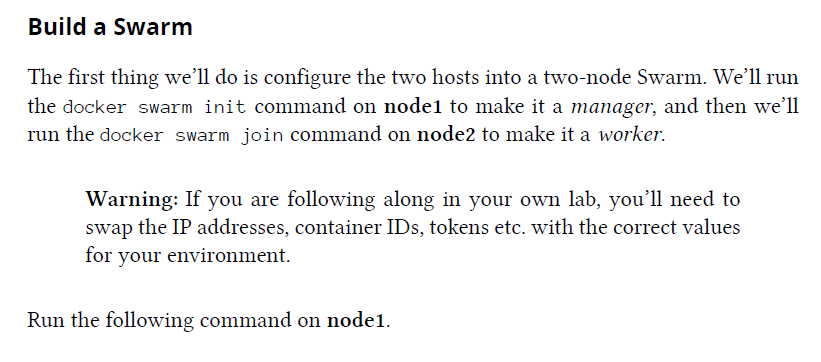 Build a Swarm
The first thing we’ll do is configure the two hosts into a two-node Swarm. We’ll run
the docker swarm init command on node1 to make it a manager, and then we’ll
run the docker swarm join command on node2 to make it a worker.
Warning: If you are following along in your own lab, you’ll need to
swap the IP addresses, container IDs, tokens etc. with the correct values
for your environment.
Run the following command on node1.